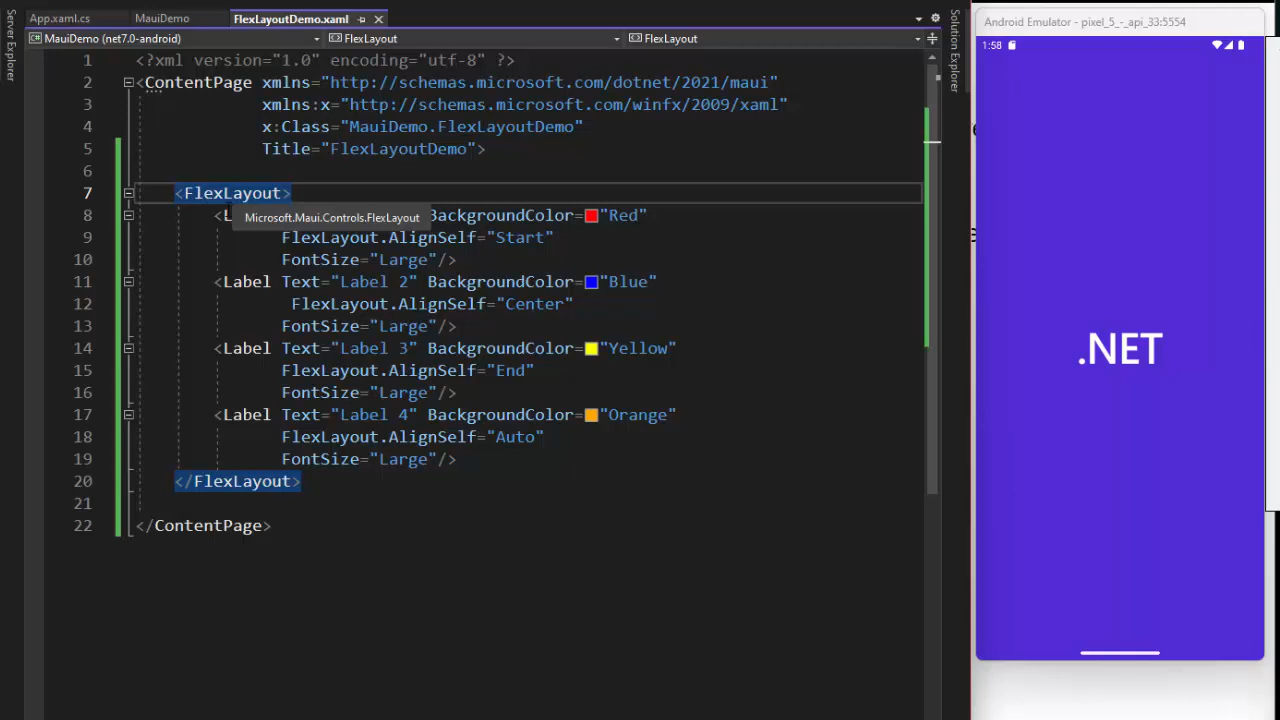 App.xaml.cs
MauiDemo
FlexLayoutDemo.xaml
Server Explorer
Solution Explorer
MauiDemo (net7.0-android)
FlexLayout
FlexLayout
1 <?xml version="1.0" encoding="utf-8" ?>
2 <ContentPage xmlns="http://schemas.microsoft.com/dotnet/2021/maui"
3 xmlns:x="http://schemas.microsoft.com/winfx/2009/xaml"
4 x:Class="MauiDemo.FlexLayoutDemo"
5 Title="FlexLayoutDemo">
6
7 <FlexLayout>
8 <L BackgroundColor="Red"
Microsoft.Maui.Controls.FlexLayout
9 FlexLayout.AlignSelf="Start"
10 FontSize="Large"/>
11 <Label Text="Label 2" BackgroundColor="Blue"
12 FlexLayout.AlignSelf="Center"
13 FontSize="Large"/>
14 <Label Text="Label 3" BackgroundColor="Yellow"
15 FlexLayout.AlignSelf="End"
16 FontSize="Large"/>
17 <Label Text="Label 4" BackgroundColor="Orange"
18 FlexLayout.AlignSelf="Auto"
19 FontSize="Large"/>
20 </FlexLayout>
21
22 </ContentPage>
Android Emulator - pixel_5_-_api_33:5554
1:58
.NET